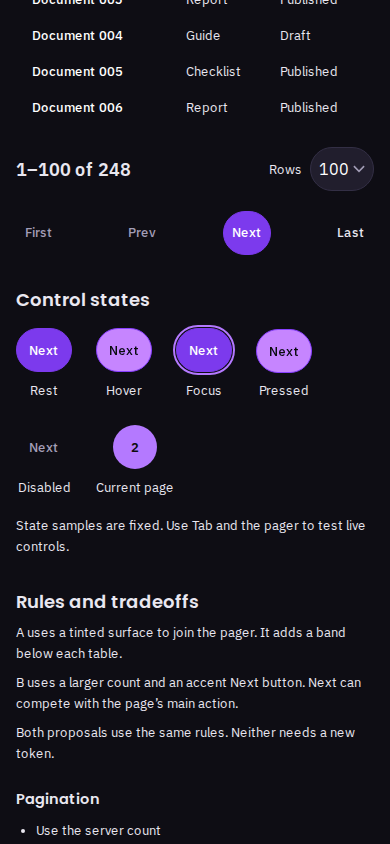 Document 003 Report Published
Document 004 Guide Draft
Document 005 Checklist Published
Document 006 Report Published
1–100 of 248 Rows 100
First Prev Next Last
Control states
Next Next Next Next
Rest Hover Focus Pressed
Next 2
Disabled Current page
State samples are fixed. Use Tab and the pager to test live
controls.
Rules and tradeoffs
A uses a tinted surface to join the pager. It adds a band
below each table.
B uses a larger count and an accent Next button. Next can
compete with the page’s main action.
Both proposals use the same rules. Neither needs a new
token.
Pagination
• Use the server count